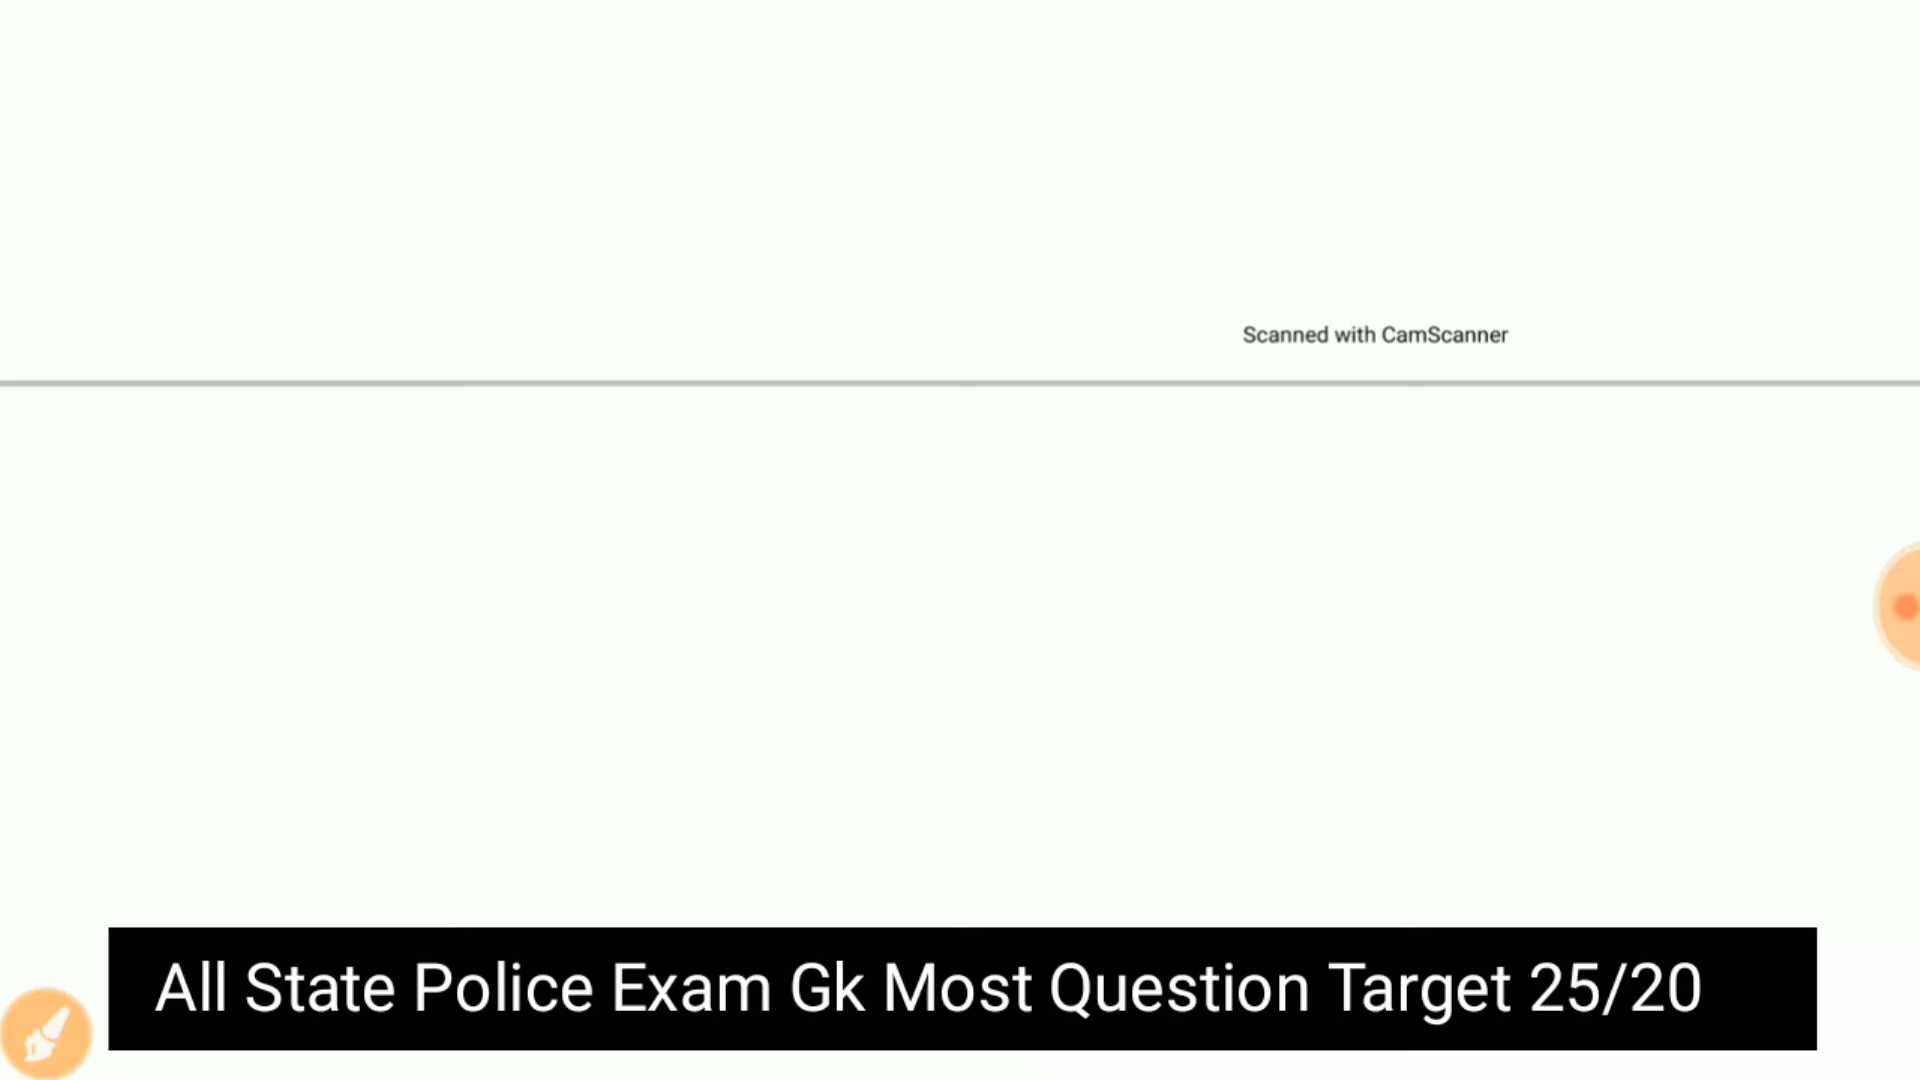 Scanned with CamScanner
All State Police Exam Gk Most Question Target 25/20